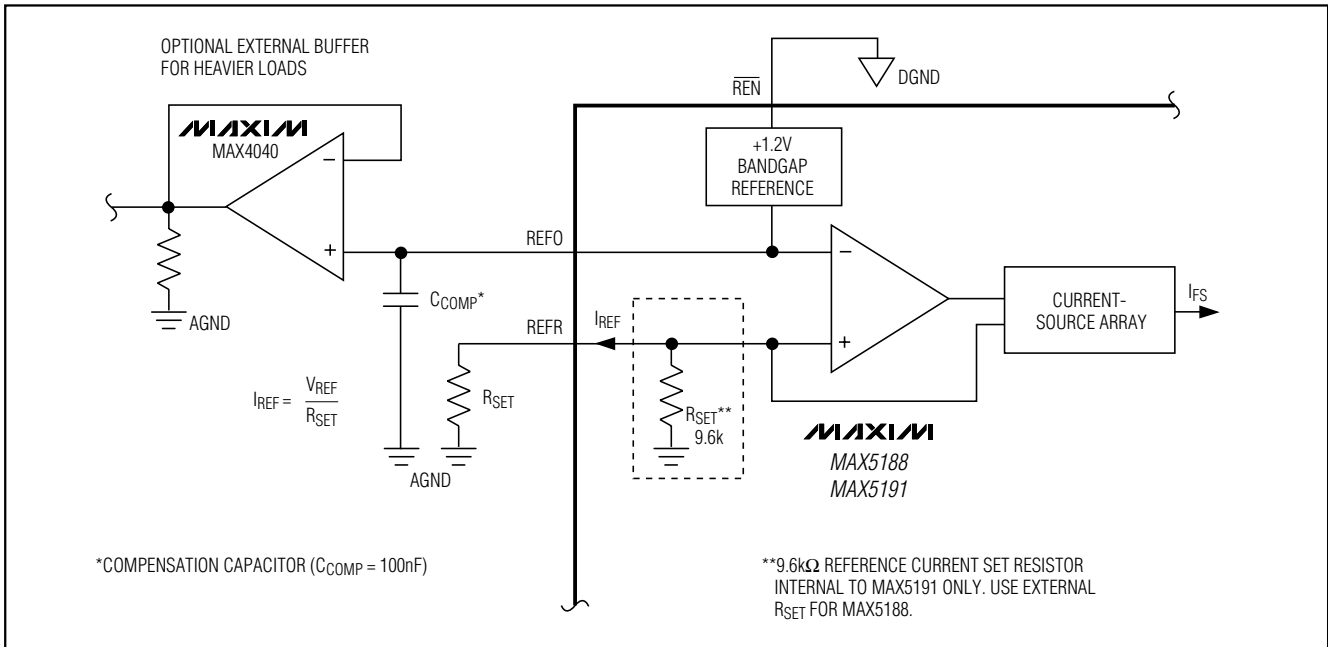 OPTIONAL EXTERNAL BUFFER
FOR HEAVIER LOADS
MAXIM
MAX4040
−
+
AGND
REN
DGND
+1.2V
BANDGAP
REFERENCE
REFO
−
+
CCOMP*
REFR
IREF
CURRENT-
SOURCE ARRAY
IFS
IREF = VREF
RSET
RSET
RSET**
9.6k
AGND
MAXIM
MAX5188
MAX5191
*COMPENSATION CAPACITOR (CCOMP = 100nF)
**9.6kΩ REFERENCE CURRENT SET RESISTOR
INTERNAL TO MAX5191 ONLY. USE EXTERNAL
RSET FOR MAX5188.